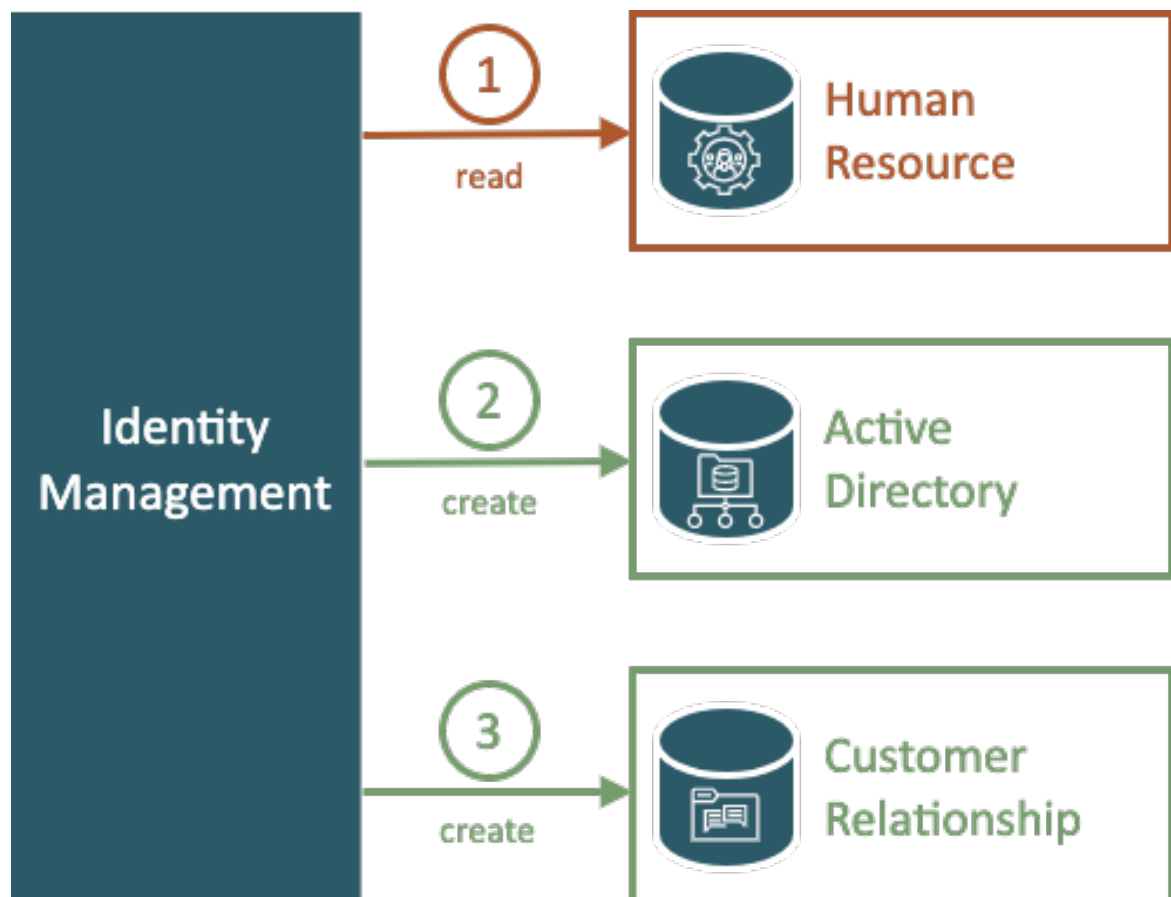 Identity
Management
1
read
Human
Resource
2
create
Active
Directory
3
create
Customer
Relationship